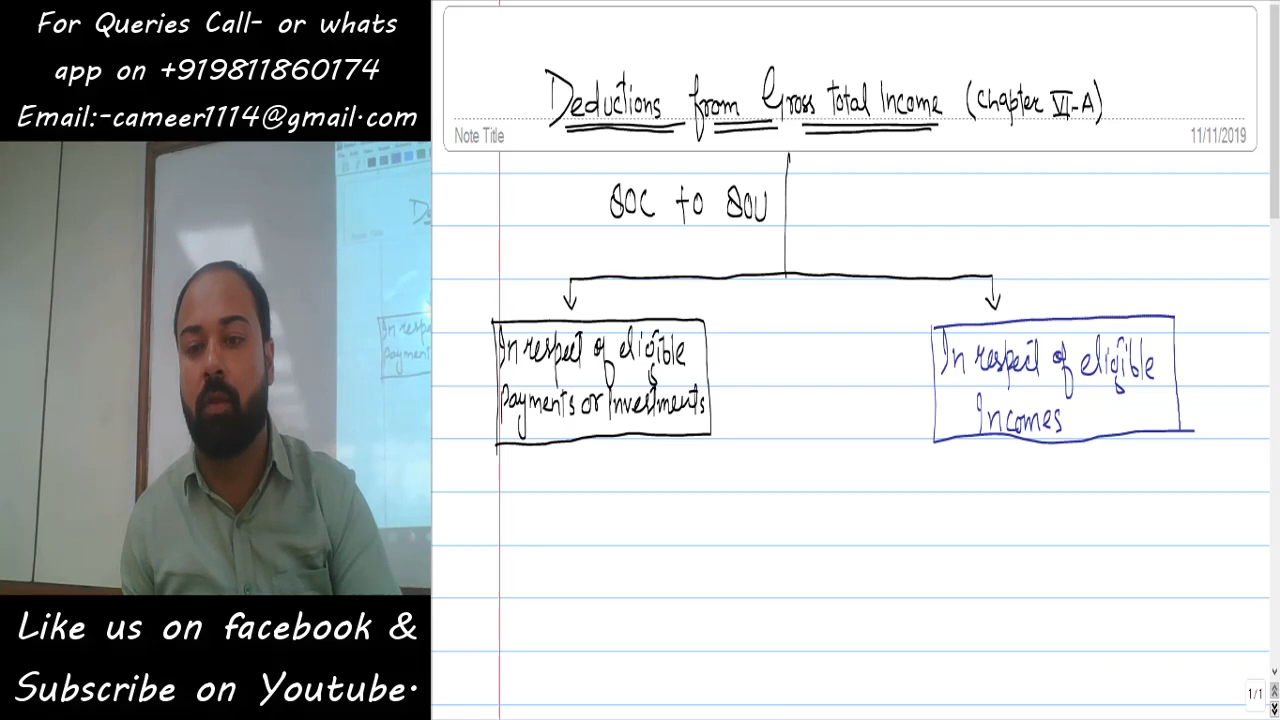 For Queries Call- or whats
app on +919811860174
Email:-cameer1114@gmail.com
Deductions from Gross total Income (Chapter VI-A)
Note Title
11/11/2019
80C to 80U
In respect of eligible
payments or Investments
In respect of eligible
Incomes
Like us on facebook &
Subscribe on Youtube.
1/1